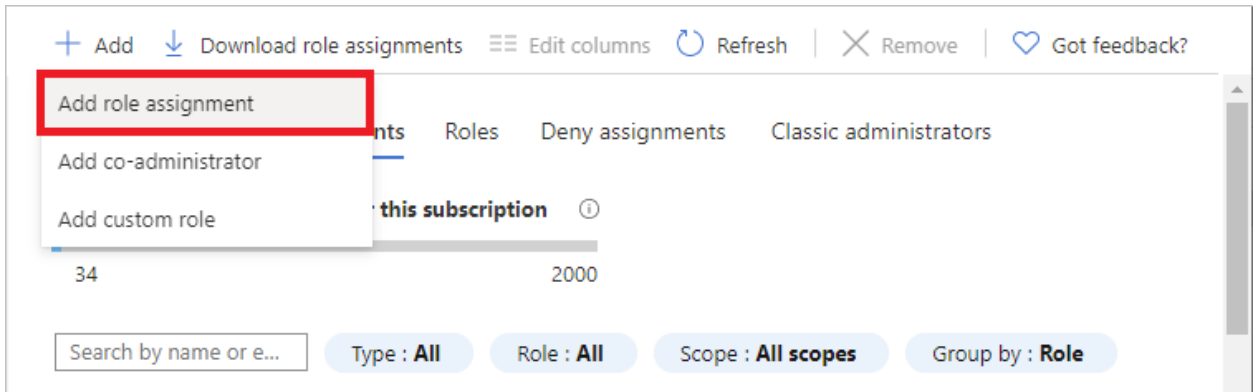 Add Download role assignments Edit columns Refresh Remove Got feedback?
Add role assignment
nts Roles Deny assignments Classic administrators
Add co-administrator
Add custom role
this subscription
34 2000
Search by name or e... Type : All Role : All Scope : All scopes Group by : Role